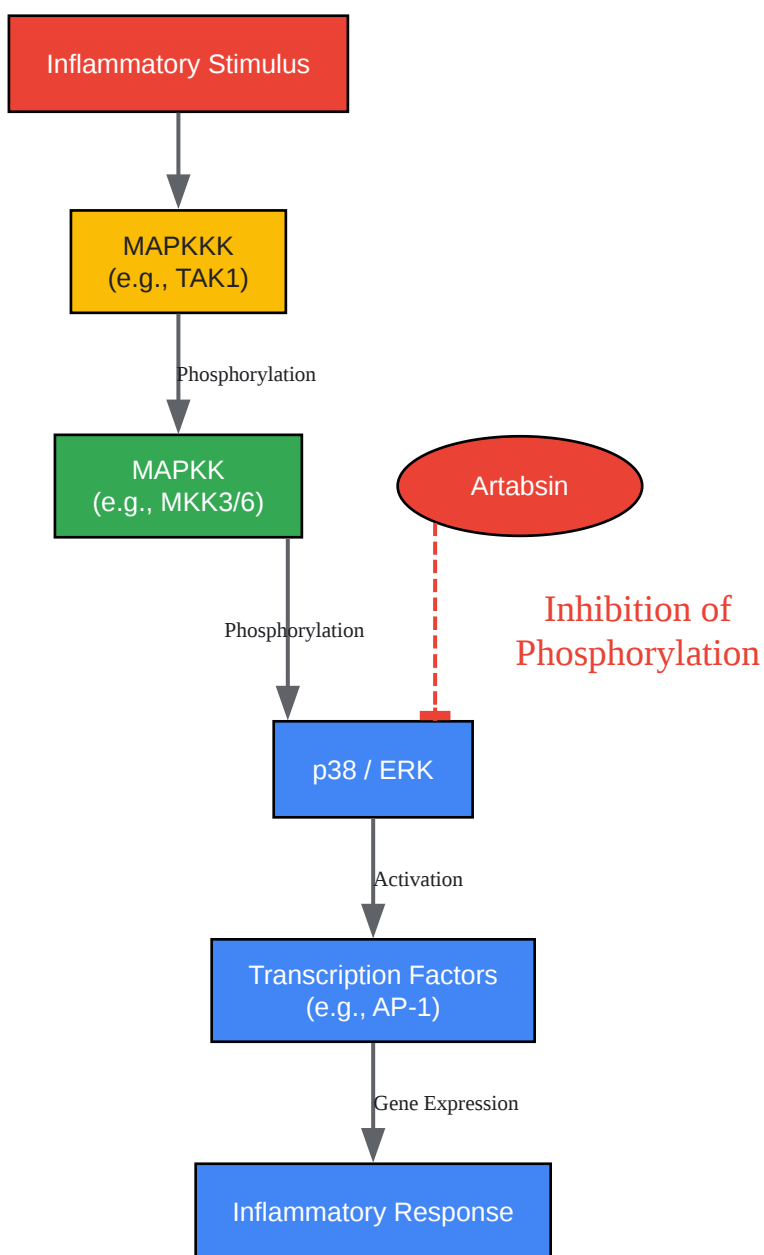 Inflammatory Stimulus
MAPKKK
(e.g., TAK1)
Phosphorylation
MAPKK
(e.g., MKK3/6)
Artabsin
Inhibition of
Phosphorylation
Phosphorylation
p38 / ERK
Activation
Transcription Factors
(e.g., AP-1)
Gene Expression
Inflammatory Response